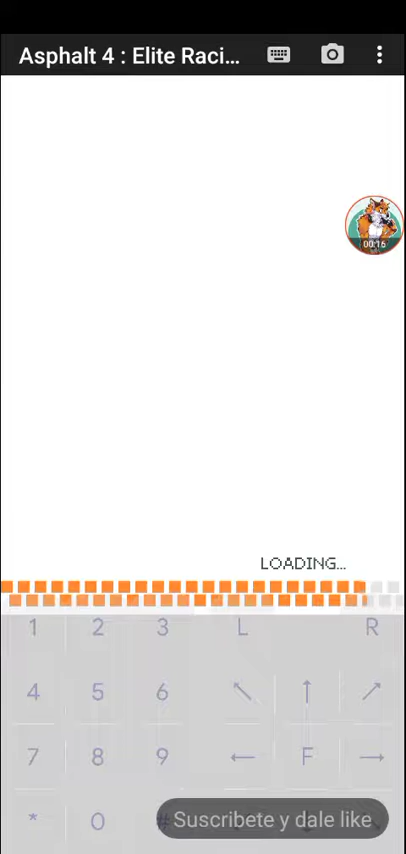 Asphalt 4 : Elite Raci...
00:16
LOADING...
1 2 3 L R
4 5 6 ↖ ↑ ↗
7 8 9 ← F →
* 0 #
Suscribete y dale like